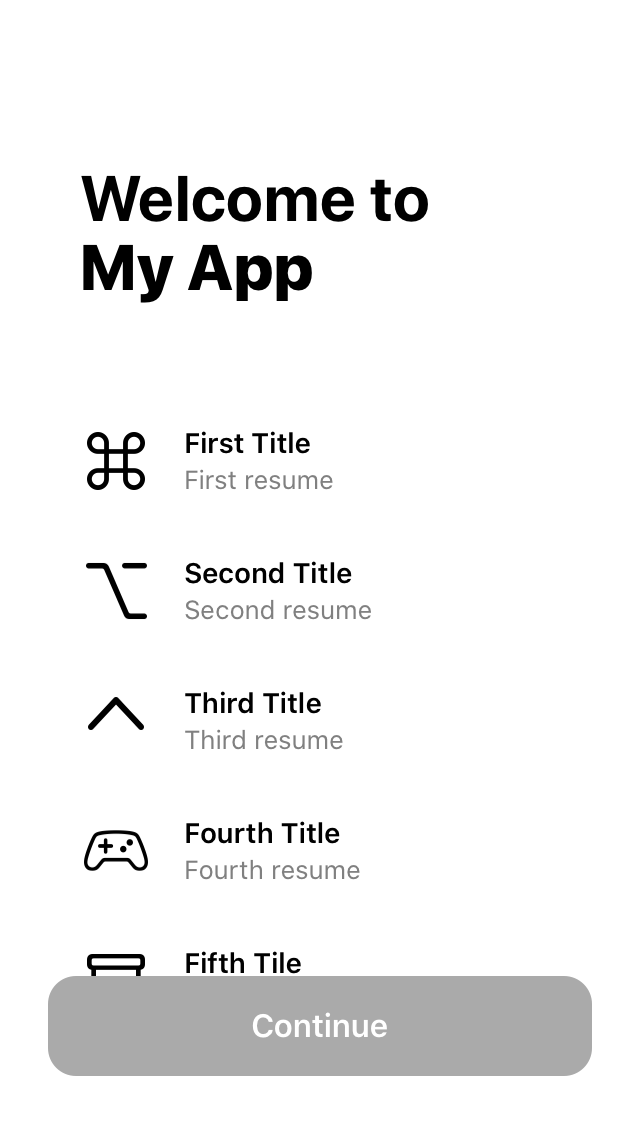 Welcome to
My App
First Title
First resume
Second Title
Second resume
Third Title
Third resume
Fourth Title
Fourth resume
Fifth Tile
Continue